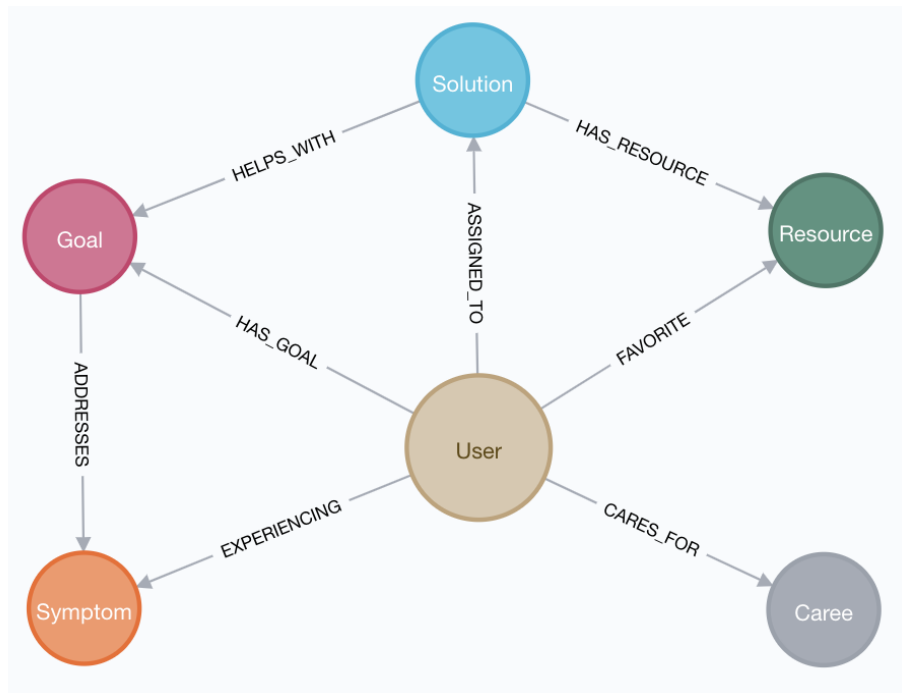 Solution
HELPS_WITH
HAS_RESOURCE
Goal
ASSIGNED_TO
Resource
HAS_GOAL
FAVORITE
ADDRESSES
User
EXPERIENCING
CARES_FOR
Symptom
Caree